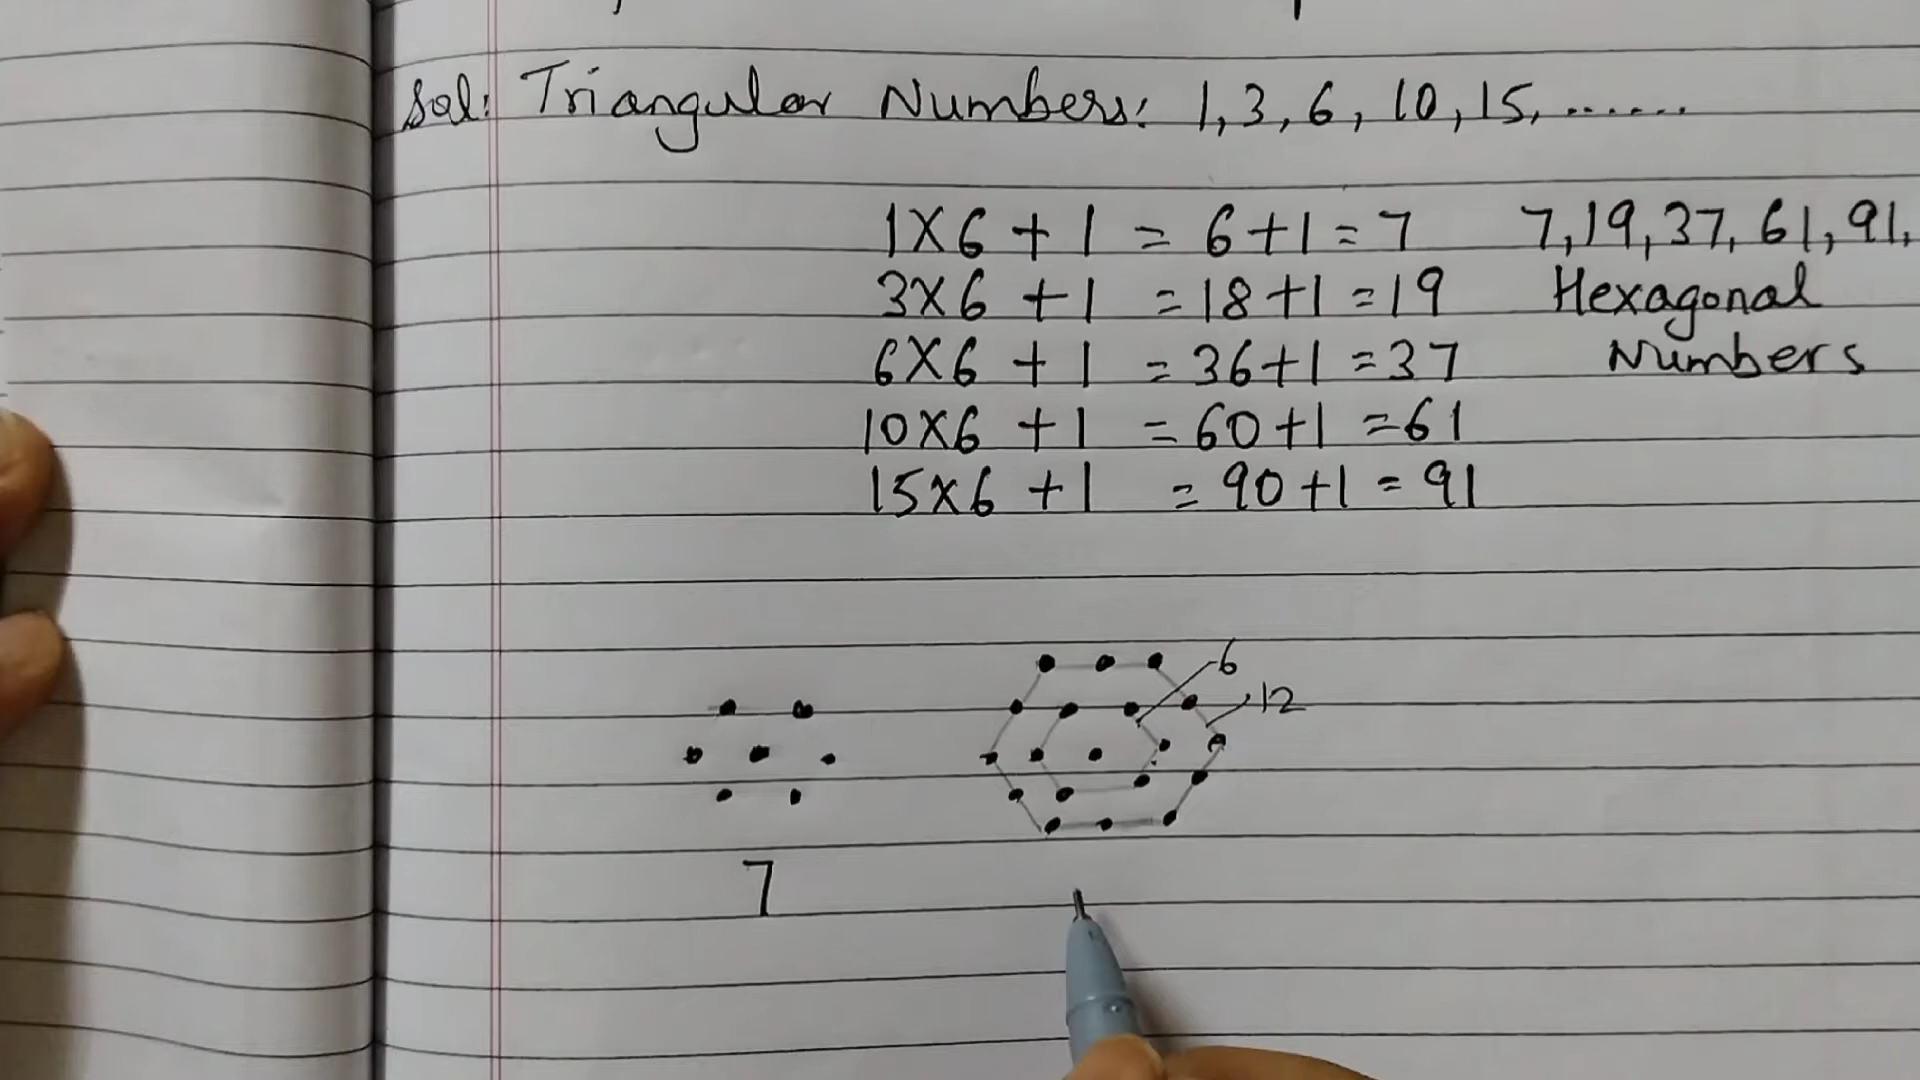 Sol: Triangular Numbers: 1, 3, 6, 10, 15, ......
1X6 + 1 = 6+1 = 7 7, 19, 37, 61, 91,
3X6 + 1 = 18+1 = 19 Hexagonal
6X6 + 1 = 36+1 = 37 Numbers
10X6 + 1 = 60+1 = 61
15X6 + 1 = 90+1 = 91
6
12
7